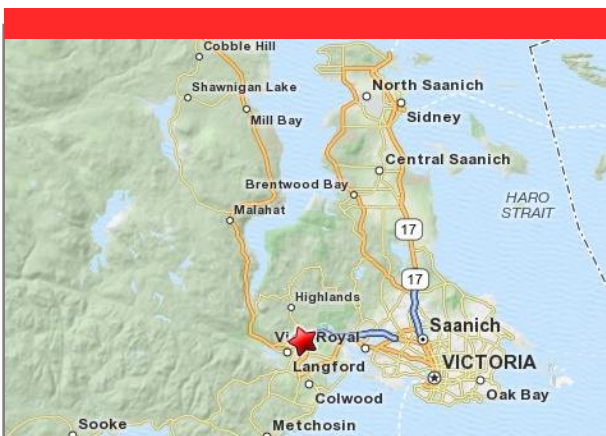 Cobble Hill
Shawnigan Lake
North Saanich
Mill Bay
Sidney
Central Saanich
Brentwood Bay
HARO
STRAIT
Malahat
17
17
Highlands
Saanich
Royal
VICTORIA
Langford
Oak Bay
Colwood
Sooke
Metchosin